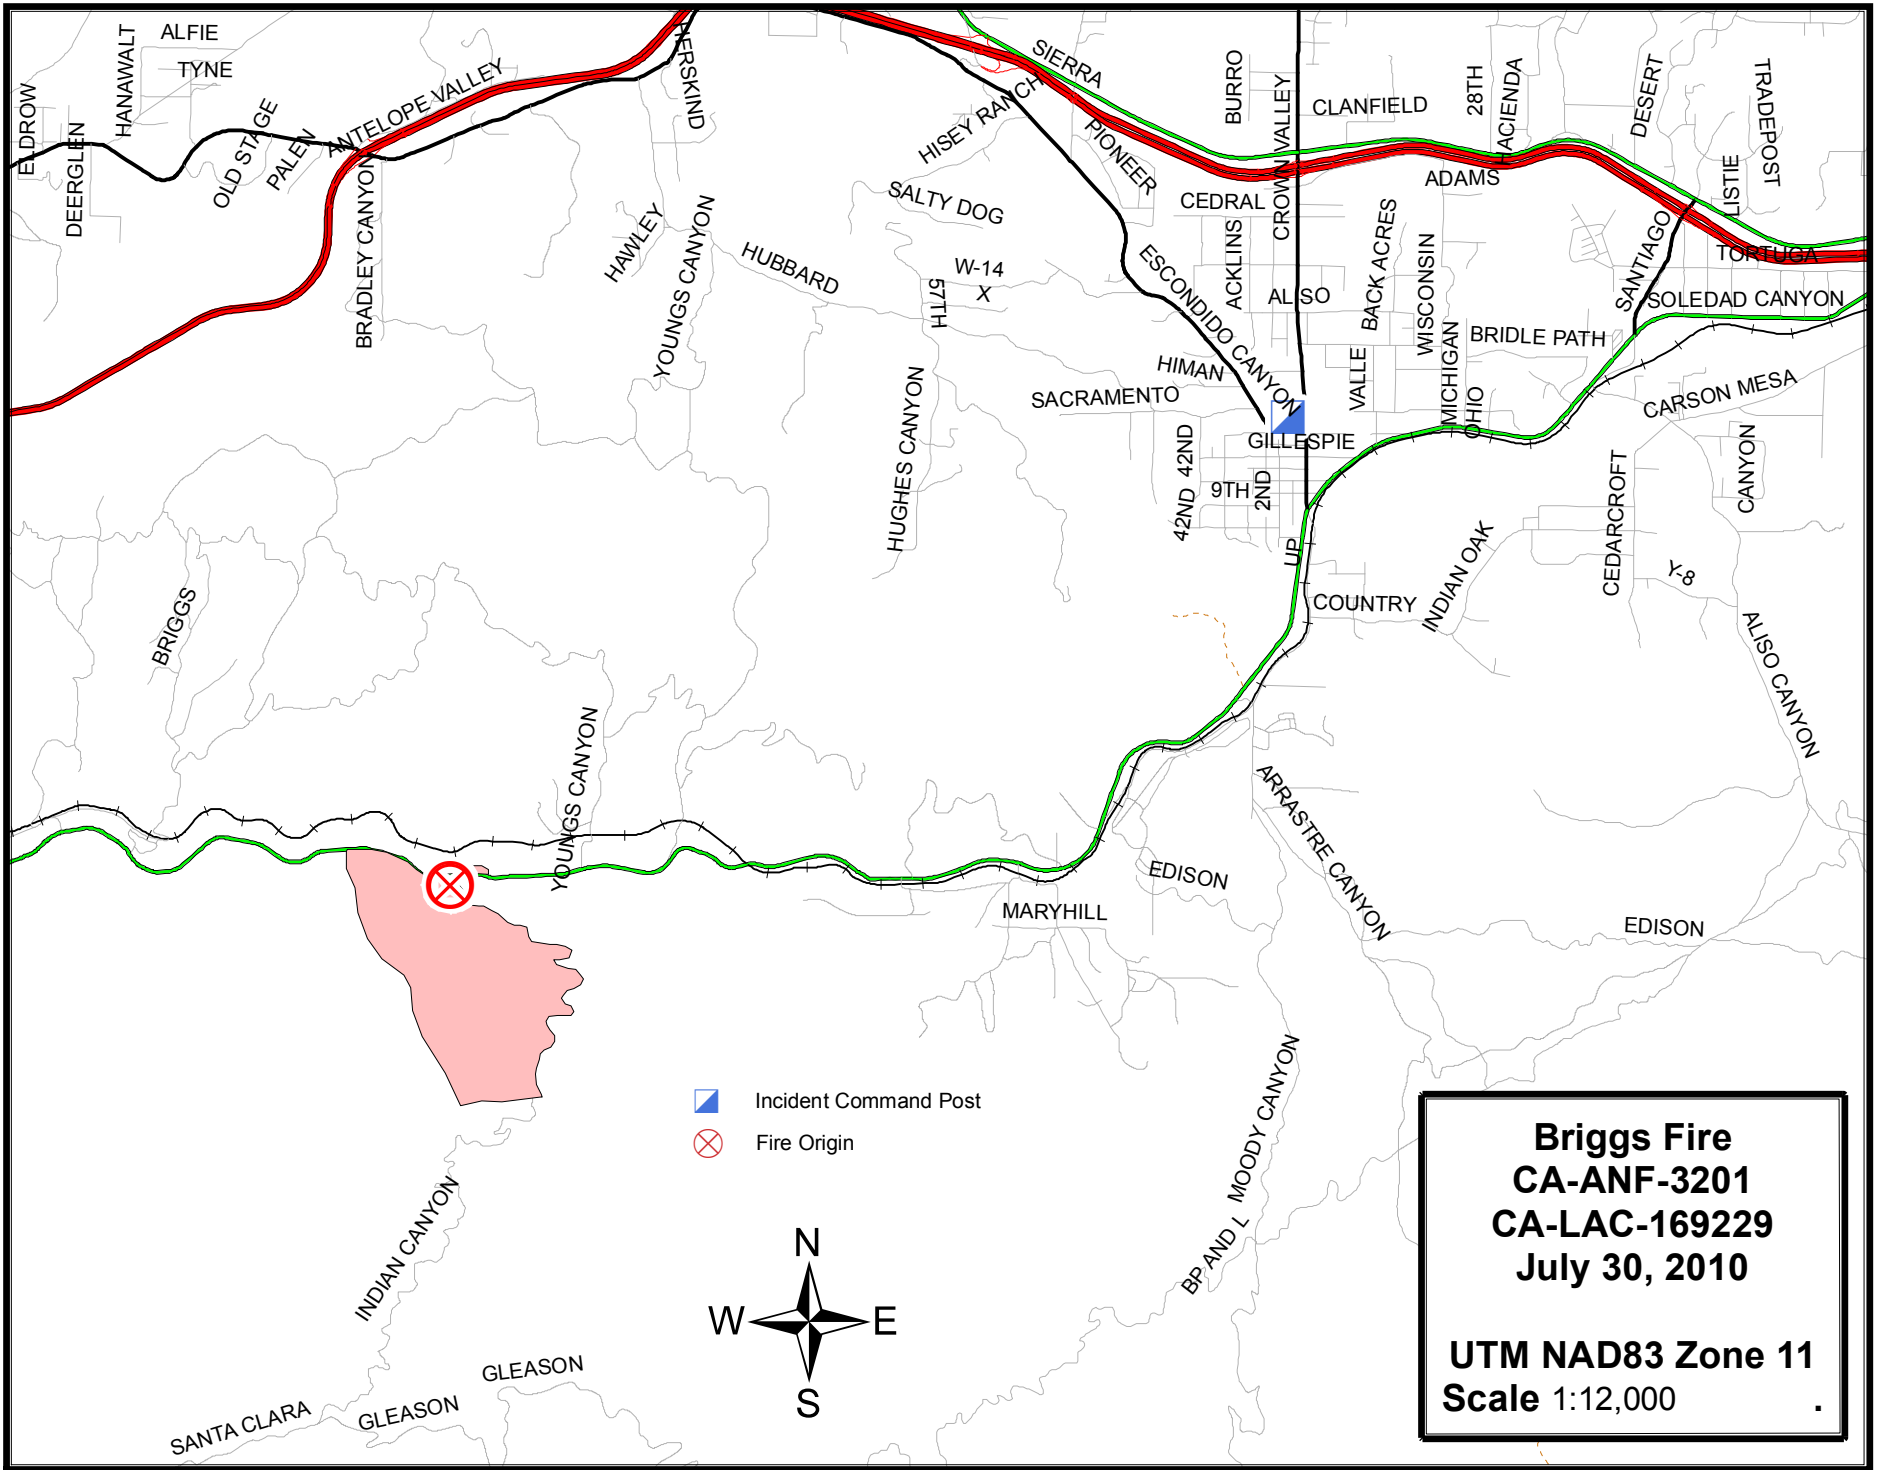 ALFIE
TYNE
HANAWALT
ELDROW
DEERGLEN
OLD STAGE
PALEN
ANTELOPE VALLEY
BRADLEY CANYON
HERSKIND
HAWLEY
YOUNGS CANYON
HUBBARD
SIERRA
HISEY RANCH
PIONEER
SALTY DOG
W-14
X
57TH
BURRO
CROWN VALLEY
CLANFIELD
28TH
HACIENDA
DESERT
TRADEPOST
LISTIE
ADAMS
CEDRAL
ACKLINS
ALISO
BACK ACRES
WISCONSIN
SANTIAGO
TORTUGA
SOLEDAD CANYON
BRIDLE PATH
ESCONDIDO CANYON
HIMAN
SACRAMENTO
VALLE
MICHIGAN
OHIO
CARSON MESA
HUGHES CANYON
GILLESPIE
42ND
42ND
9TH
2ND
UP
CANYON
CEDARCROFT
INDIAN OAK
Y-8
COUNTRY
ALISO CANYON
BRIGGS
YOUNGS CANYON
ARRASTRE CANYON
EDISON
EDISON
MARYHILL
MOODY CANYON
BP AND L
INDIAN CANYON
GLEASON
GLEASON
SANTA CLARA
Incident Command Post
Fire Origin
N
W
E
S
Briggs Fire
CA-ANF-3201
CA-LAC-169229
July 30, 2010
UTM NAD83 Zone 11
Scale 1:12,000 .